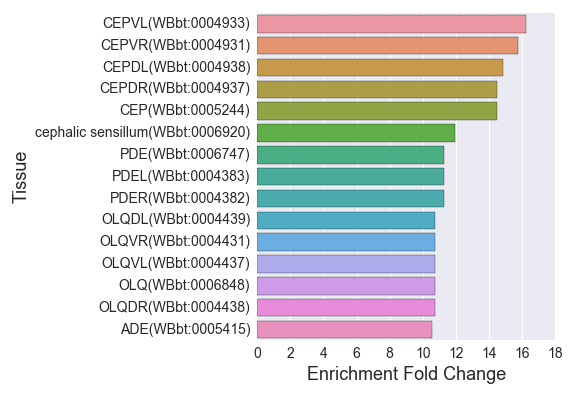 CEPVL(WBbt:0004933)
CEPVR(WBbt:0004931)
CEPDL(WBbt:0004938)
CEPDR(WBbt:0004937)
CEP(WBbt:0005244)
cephalic sensillum(WBbt:0006920)
PDE(WBbt:0006747)
PDEL(WBbt:0004383)
PDER(WBbt:0004382)
OLQDL(WBbt:0004439)
OLQVR(WBbt:0004431)
OLQVL(WBbt:0004437)
OLQ(WBbt:0006848)
OLQDR(WBbt:0004438)
ADE(WBbt:0005415)
Tissue
0 2 4 6 8 10 12 14 16 18
Enrichment Fold Change